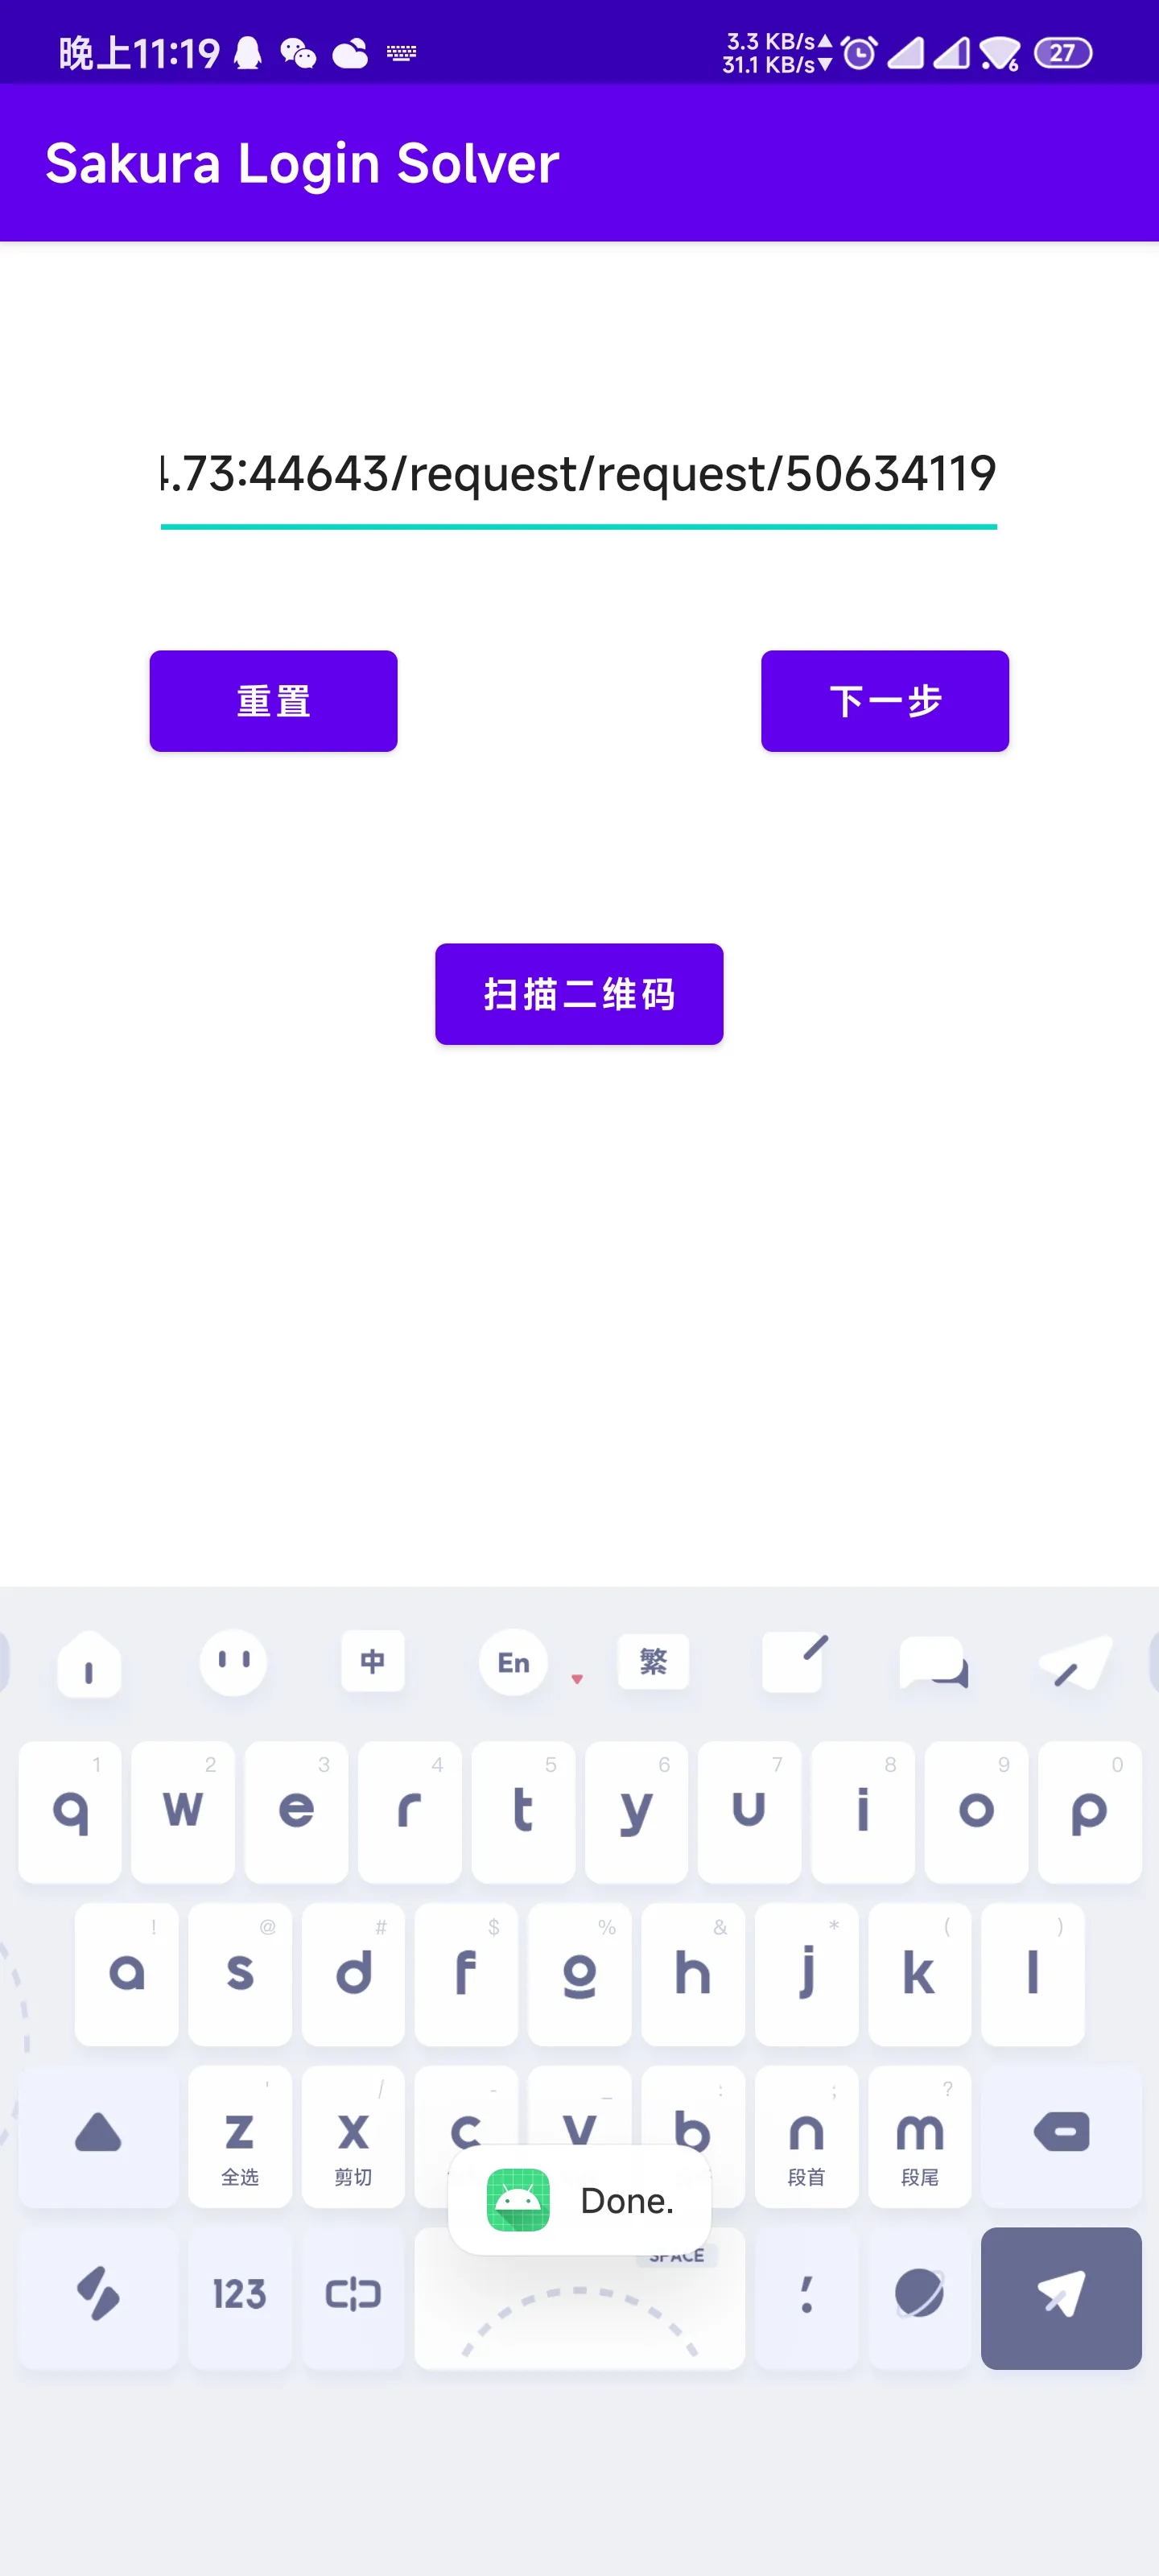 晚上11:19
3.3 KB/s
31.1 KB/s
6
27
Sakura Login Solver
.73:44643/request/request/50634119
重置
下一步
扫描二维码
中
En
繁
1 2 3 4 5 6 7 8 9 0
q w e r t y u i o p
! @ # $ % & * ( )
a s d f g h j k l
' / - _ : ; ?
z x c v b n m
全选 剪切 段首 段尾
Done.
SPACE
123